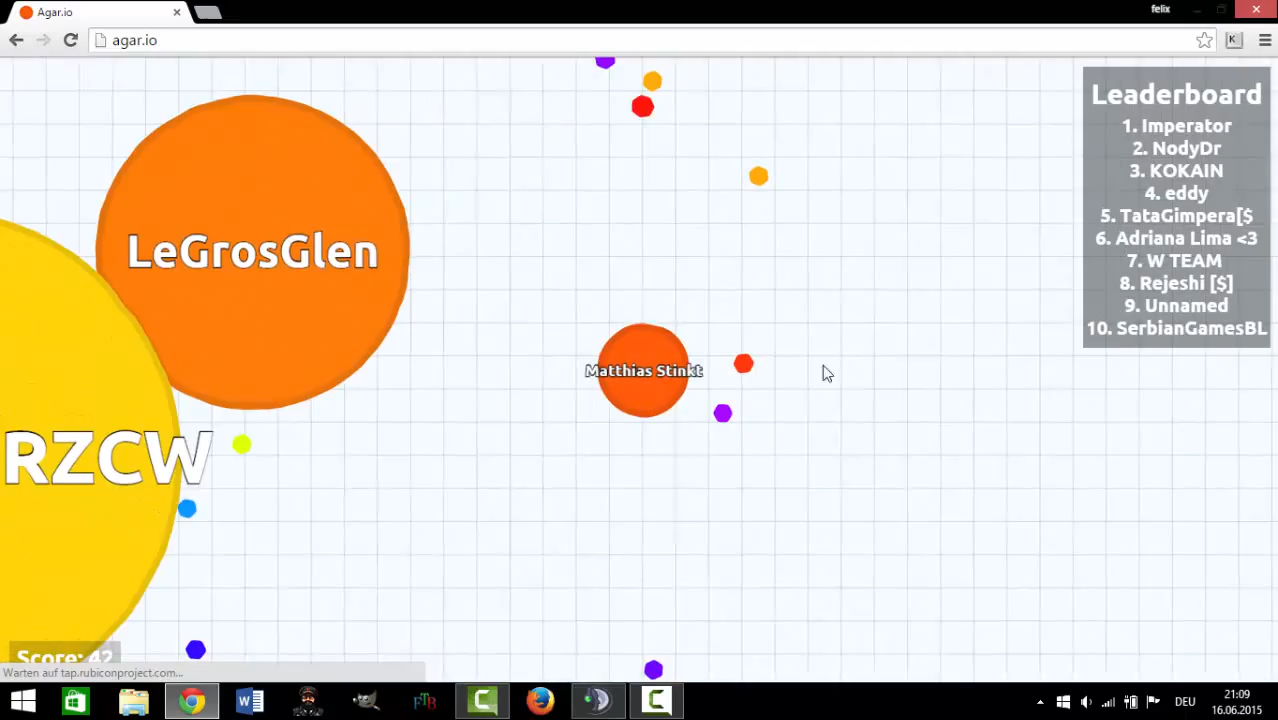 Agar.io
felix
agar.io
Leaderboard
1. Imperator
2. NodyDr
3. KOKAIN
4. eddy
5. TataGimpera[$
6. Adriana Lima <3
7. W TEAM
8. Rejeshi [$]
9. Unnamed
10. SerbianGamesBL
LeGrosGlen
Matthias Stinkt
RZCW
Score: 42
Warten auf tap.rubiconproject.com...
FTB
DEU
21:09
16.06.2015